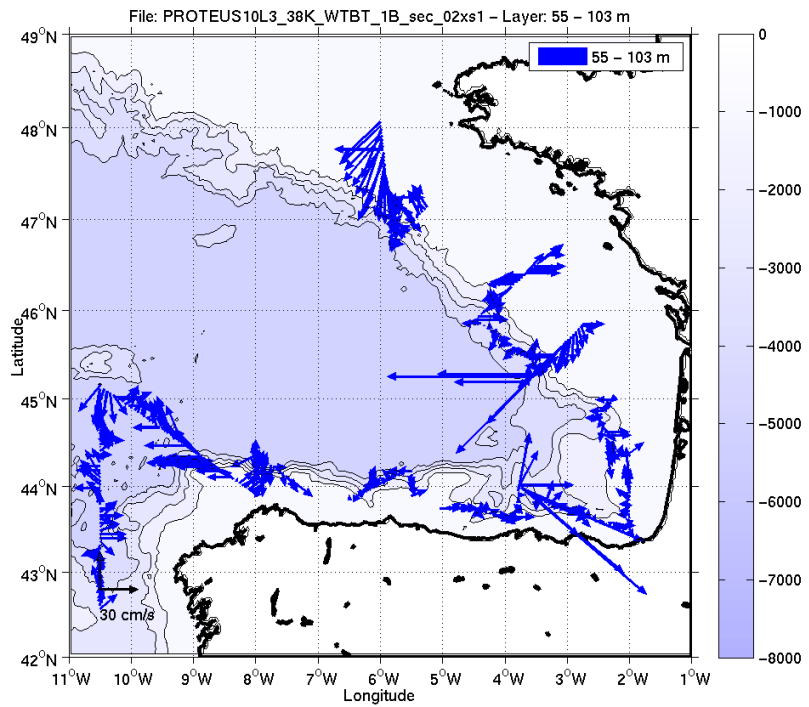 File: PROTEUS10L3_38K_WTBT_1B_sec_02xs1 – Layer: 55 – 103 m
55 – 103 m
49°N
48°N
47°N
46°N
45°N
44°N
43°N
42°N
Latitude
30 cm/s
11°W 10°W 9°W 8°W 7°W 6°W 5°W 4°W 3°W 2°W 1°W
Longitude
0
−1000
−2000
−3000
−4000
−5000
−6000
−7000
−8000